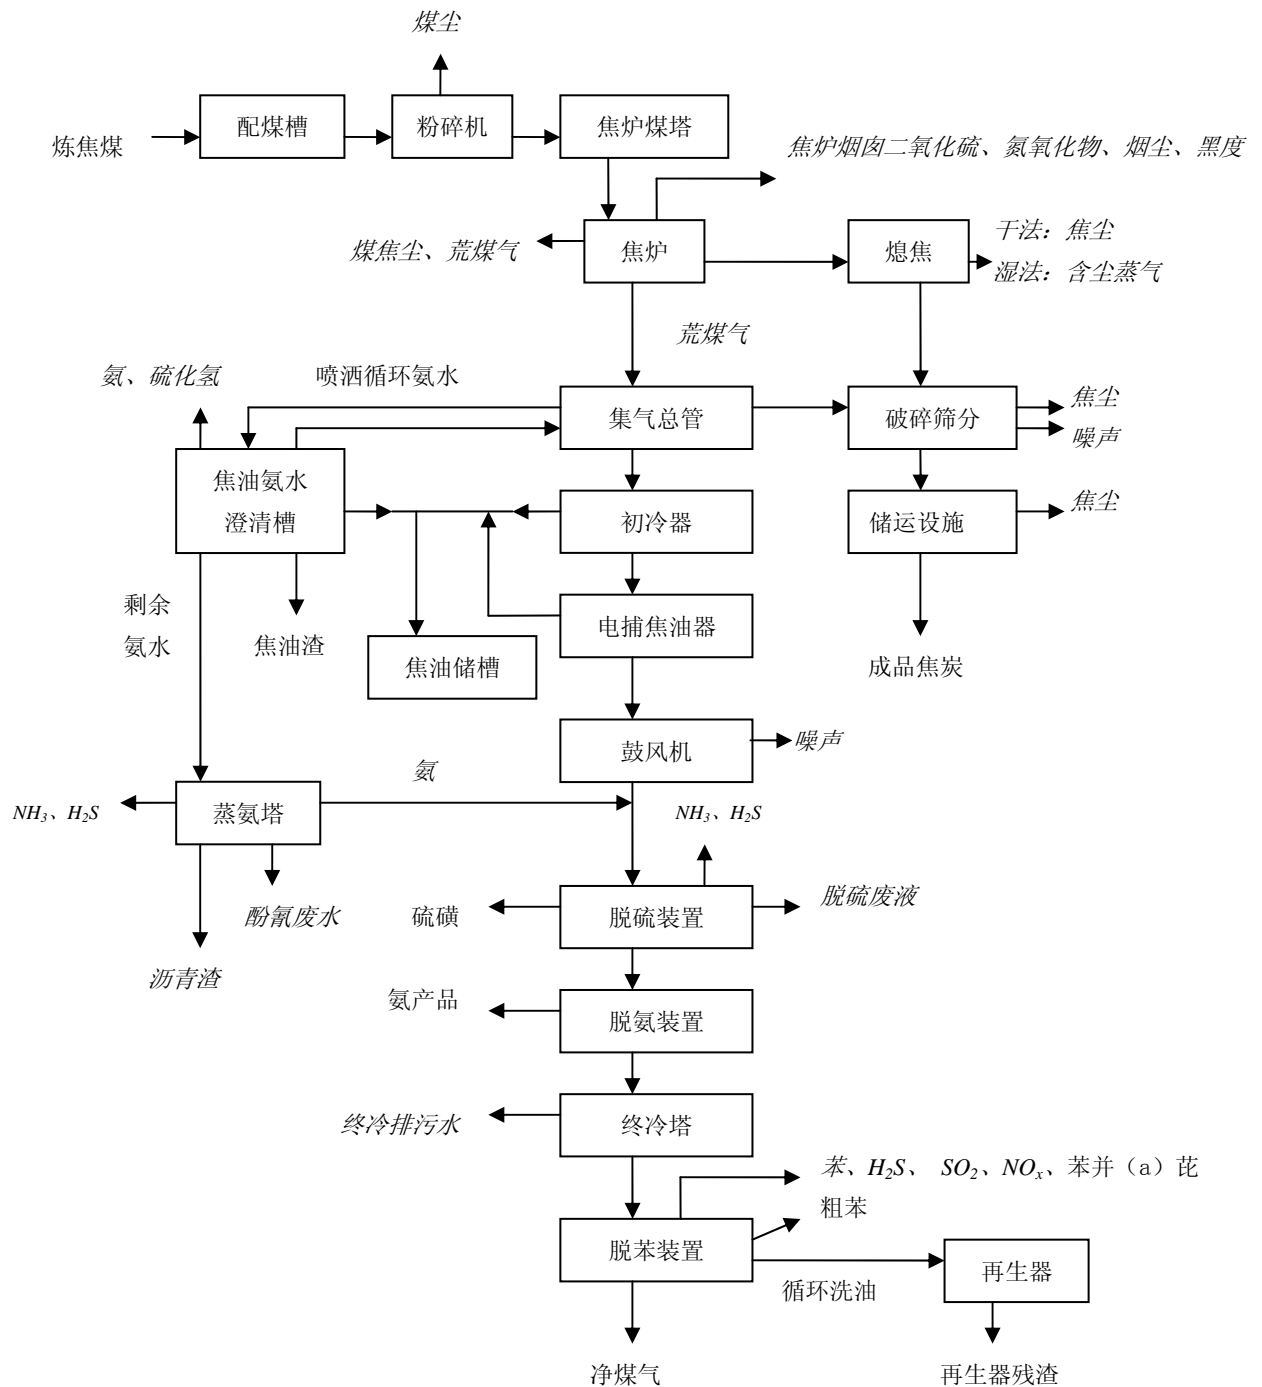 煤尘
炼焦煤
配煤槽
粉碎机
焦炉煤塔
焦炉烟囱二氧化硫、氮氧化物、烟尘、黑度
煤焦尘、荒煤气
焦炉
熄焦
干法：焦尘
湿法：含尘蒸气
荒煤气
氨、硫化氢
喷洒循环氨水
集气总管
破碎筛分
焦尘
噪声
焦油氨水
澄清槽
初冷器
储运设施
焦尘
剩余
氨水
焦油渣
焦油储槽
电捕焦油器
成品焦炭
鼓风机
噪声
氨
NH₃、H₂S
蒸氨塔
NH₃、H₂S
酚氰废水
沥青渣
硫磺
脱硫装置
脱硫废液
氨产品
脱氨装置
终冷排污水
终冷塔
苯、H₂S、 SO₂、NOₓ、苯并（a）芘
粗苯
脱苯装置
循环洗油
再生器
净煤气
再生器残渣